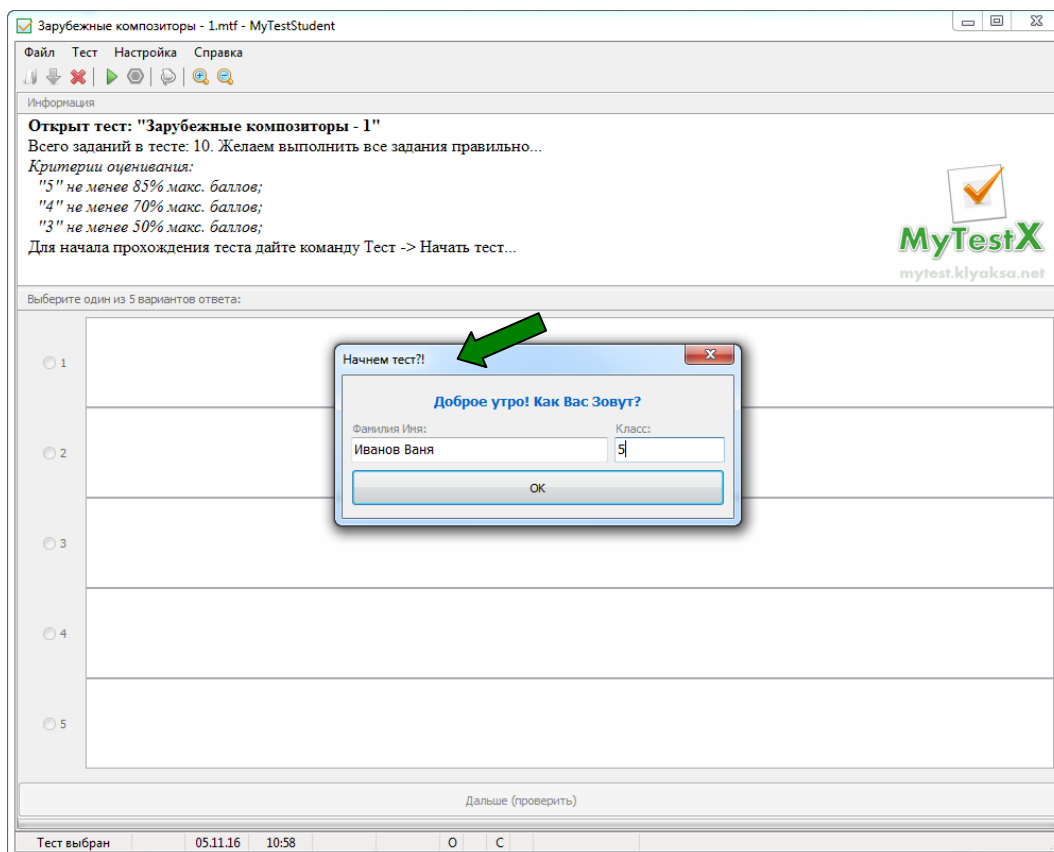 Зарубежные композиторы - 1.mtf - MyTestStudent
Файл Тест Настройка Справка
Информация
Открыт тест: "Зарубежные композиторы - 1"
Всего заданий в тесте: 10. Желаем выполнить все задания правильно...
Критерии оценивания:
"5" не менее 85% макс. баллов;
"4" не менее 70% макс. баллов;
"3" не менее 50% макс. баллов;
Для начала прохождения теста дайте команду Тест -> Начать тест...
MyTestX
mytest.klyaksa.net
Выберите один из 5 вариантов ответа:
1
Начнем тест?!
Доброе утро! Как Вас Зовут?
Фамилия Имя: Класс:
Иванов Ваня 5
2
OK
3
4
5
Дальше (проверить)
Тест выбран 05.11.16 10:58 О С